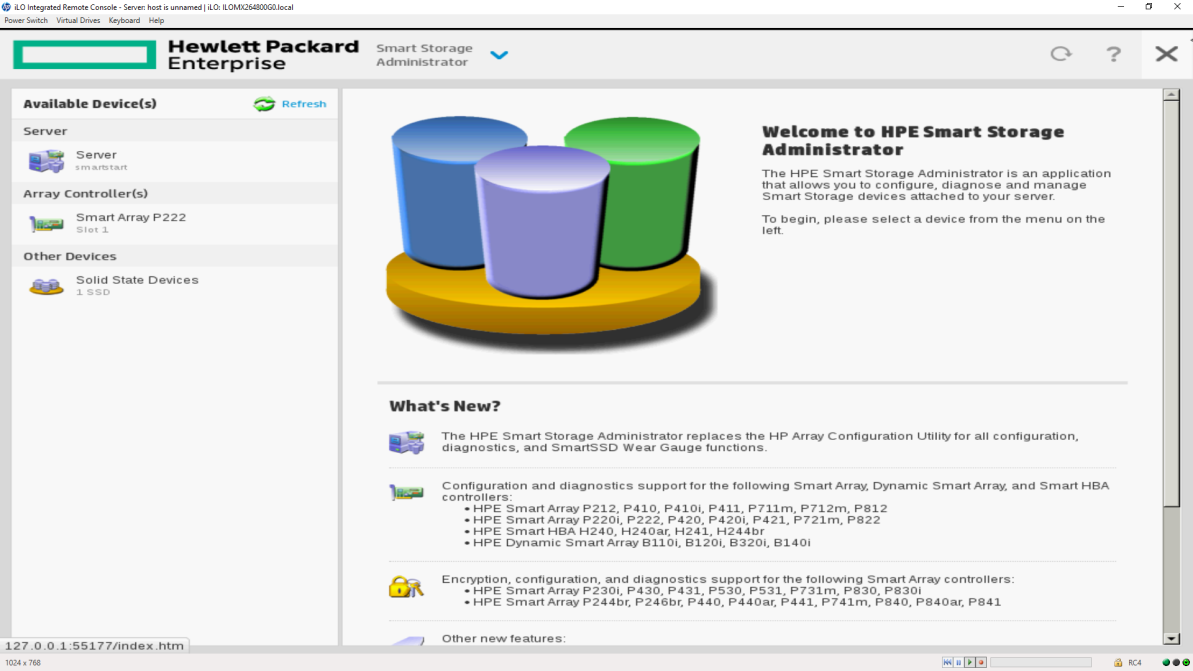 iLO Integrated Remote Console - Server: host is unnamed | iLO: ILOMX264800G0.local
Power Switch Virtual Drives Keyboard Help
Hewlett Packard
Enterprise
Smart Storage
Administrator
?
Available Device(s) Refresh
Server
Server
smartstart
Array Controller(s)
Smart Array P222
Slot 1
Other Devices
Solid State Devices
1 SSD
Welcome to HPE Smart Storage
Administrator
The HPE Smart Storage Administrator is an application
that allows you to configure, diagnose and manage
Smart Storage devices attached to your server.
To begin, please select a device from the menu on the
left.
What's New?
The HPE Smart Storage Administrator replaces the HP Array Configuration Utility for all configuration,
diagnostics, and SmartSSD Wear Gauge functions.
Configuration and diagnostics support for the following Smart Array, Dynamic Smart Array, and Smart HBA
controllers:
• HPE Smart Array P212, P410, P410i, P411, P711m, P712m, P812
• HPE Smart Array P220i, P222, P420, P420i, P421, P721m, P822
• HPE Smart HBA H240, H240ar, H241, H244br
• HPE Dynamic Smart Array B110i, B120i, B320i, B140i
Encryption, configuration, and diagnostics support for the following Smart Array controllers:
• HPE Smart Array P230i, P430, P431, P530, P531, P731m, P830, P830i
• HPE Smart Array P244br, P246br, P440, P440ar, P441, P741m, P840, P840ar, P841
Other new features:
127.0.0.1:55177/index.htm
1024 x 768
RC4